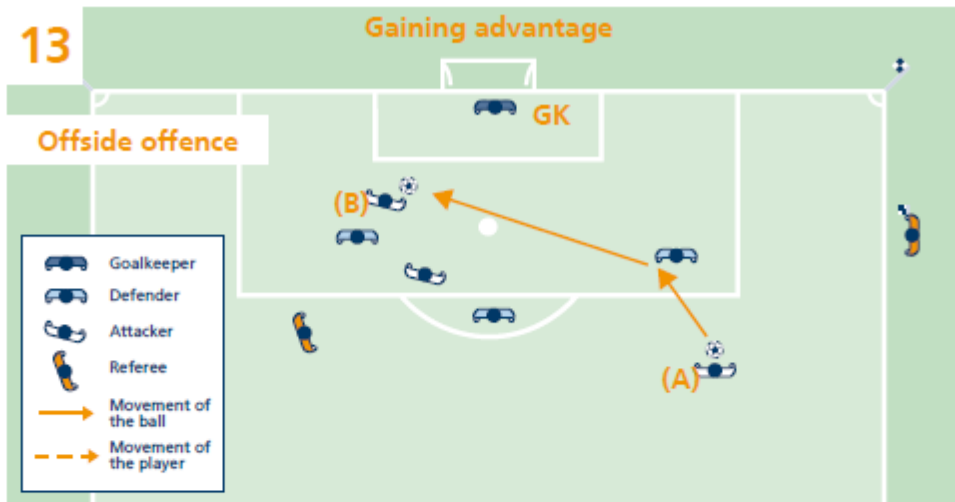 13
Gaining advantage
GK
Offside offence
(B)
(A)
Goalkeeper
Defender
Attacker
Referee
Movement of
the ball
Movement of
the player